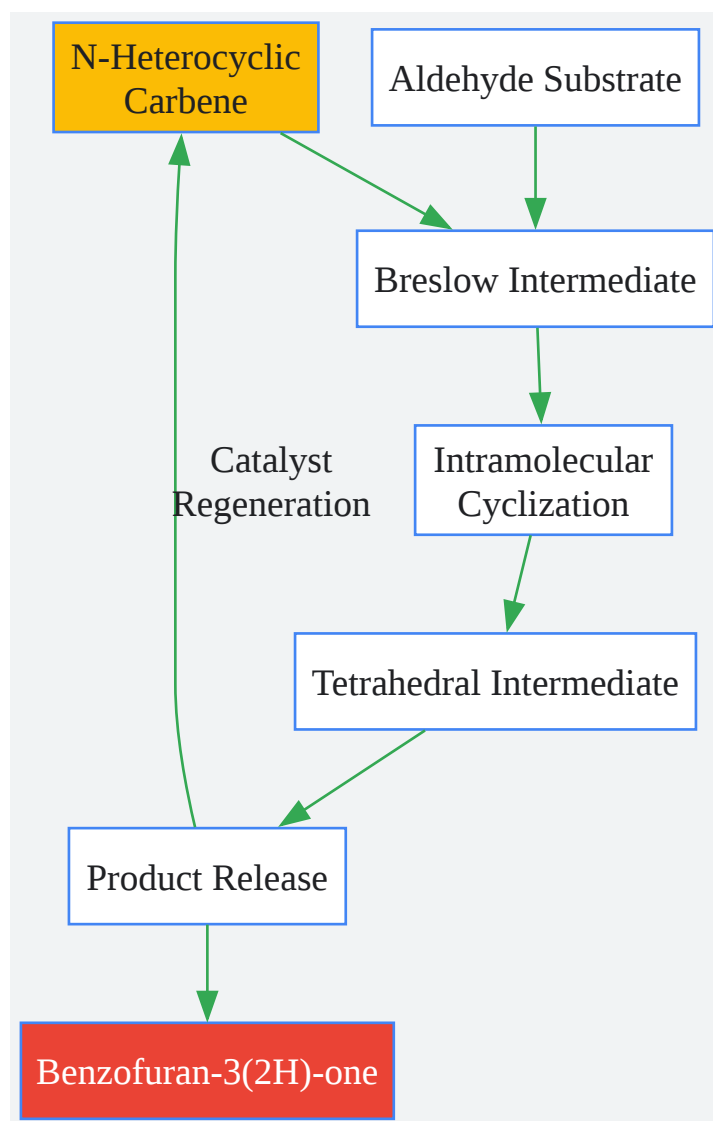 N-Heterocyclic
Carbene
Aldehyde Substrate
Breslow Intermediate
Intramolecular
Cyclization
Catalyst
Regeneration
Tetrahedral Intermediate
Product Release
Benzofuran-3(2H)-one